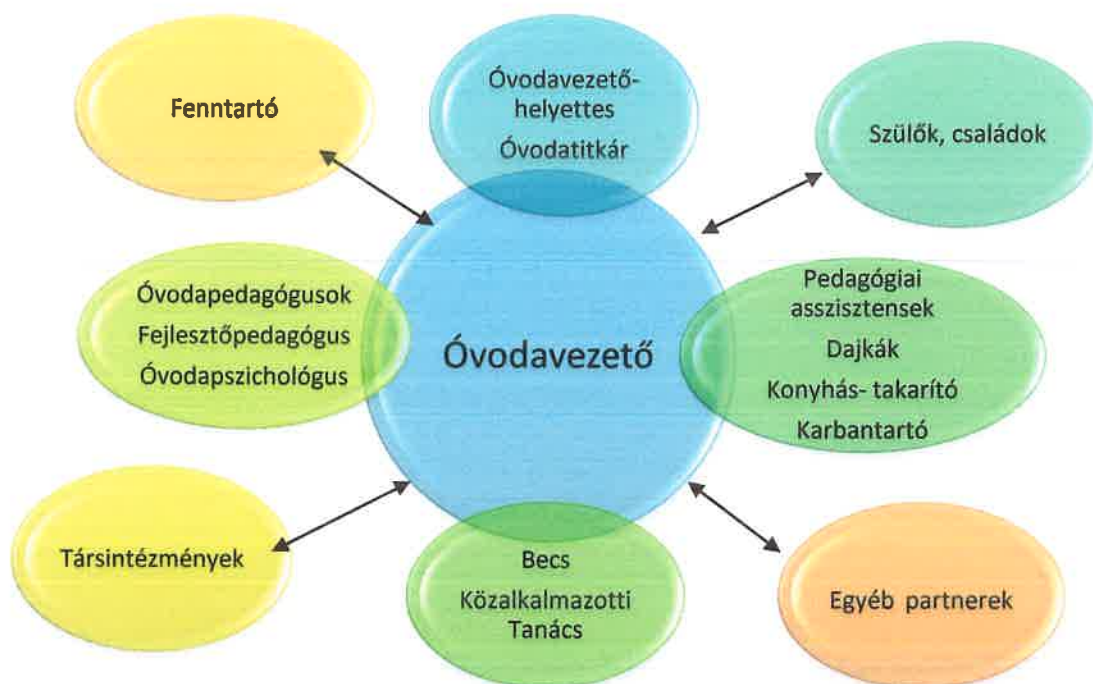 Fenntartó
Óvodavezető-
helyettes
Óvodatitkár
Szülők, családok
Óvodapedagógusok
Fejlesztőpedagógus
Óvodapszichológus
Óvodavezető
Pedagógiai
asszisztensek
Dajkák
Konyhás- takarító
Karbantartó
Társintézmények
Becs
Közalkalmazotti
Tanács
Egyéb partnerek